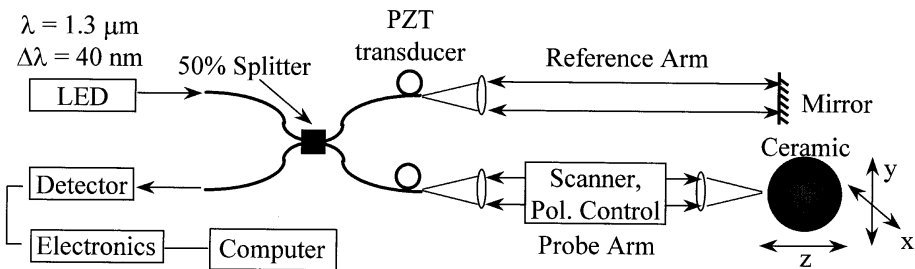 λ = 1.3 μm
Δλ = 40 nm
50% Splitter
LED
PZT
transducer
Reference Arm
Mirror
Ceramic
Detector
Scanner,
Pol. Control
Probe Arm
y
x
z
Electronics
Computer